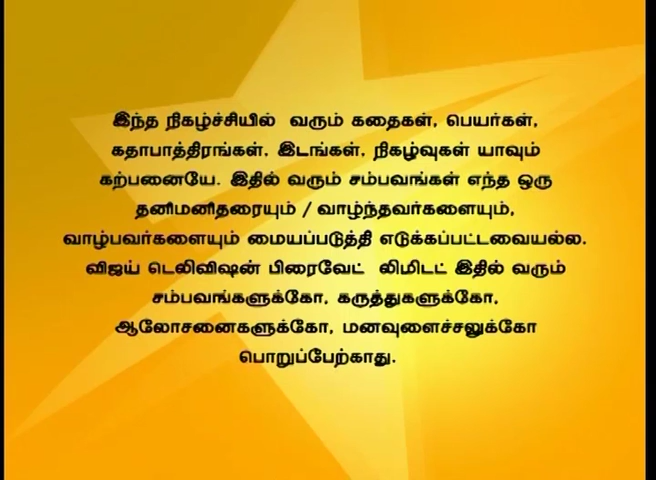 இந்த நிகழ்ச்சியில் வரும் கதைகள், பெயர்கள்,
கதாபாத்திரங்கள், இடங்கள், நிகழ்வுகள் யாவும்
கற்பனையே. இதில் வரும் சம்பவங்கள் எந்த ஒரு
தனிமனிதரையும் / வாழ்ந்தவர்களையும்,
வாழ்பவர்களையும் மையப்படுத்தி எடுக்கப்பட்டவையல்ல.
விஜய் டெலிவிஷன் பிரைவேட் லிமிடட் இதில் வரும்
சம்பவங்களுக்கோ, கருத்துகளுக்கோ,
ஆலோசனைகளுக்கோ, மனவுளைச்சலுக்கோ
பொறுப்பேற்காது.